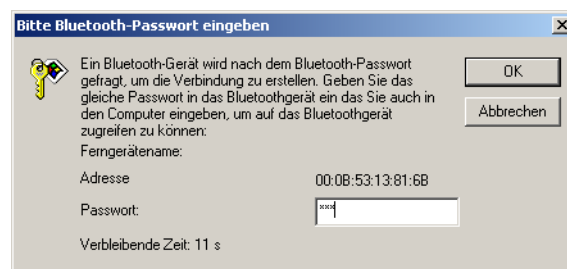 Bitte Bluetooth-Passwort eingeben
Ein Bluetooth-Gerät wird nach dem Bluetooth-Passwort
gefragt, um die Verbindung zu erstellen. Geben Sie das
gleiche Passwort in das Bluetoothgerät ein das Sie auch in
den Computer eingeben, um auf das Bluetoothgerät
zugreifen zu können:
OK
Abbrechen
Ferngerätename:
Adresse 00:0B:53:13:81:6B
Passwort: ***
Verbleibende Zeit: 11 s